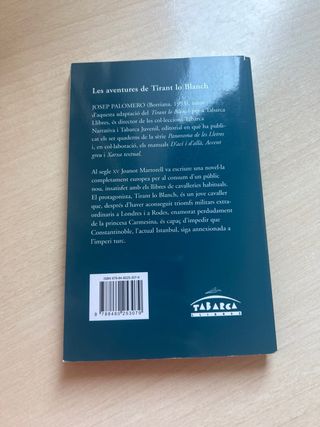 Les aventures de Tirant lo Blanch
JOSEP PALOMERO (Borriana, 1953), autor
d'aquesta adaptació del Tirant lo Blanch per a Tabarca
Llibres, és director de les col·leccions Tabarca
Narrativa i Tabarca Juvenil, editorial en què ha publi-
cat els set quaderns de la sèrie Panorama de les Lletres
i, en col·laboració, els manuals D'ací i d'allà, Accent
greu i Xarxa textual.
Al segle XV Joanot Martorell va escriure una novel·la
completament europea per al consum d'un públic
nou, insatisfet amb els llibres de cavalleries habituals.
El protagonista, Tirant lo Blanch, és un jove cavaller
que, després d'haver aconseguit triomfs militars extra-
ordinaris a Londres i a Rodes, enamorat perdudament
de la princesa Carmesina, és capaç d'impedir que
Constantinoble, l'actual Istanbul, siga annexionada a
l'imperi turc.
9 788480 253079
TABARCA
LLIBRES